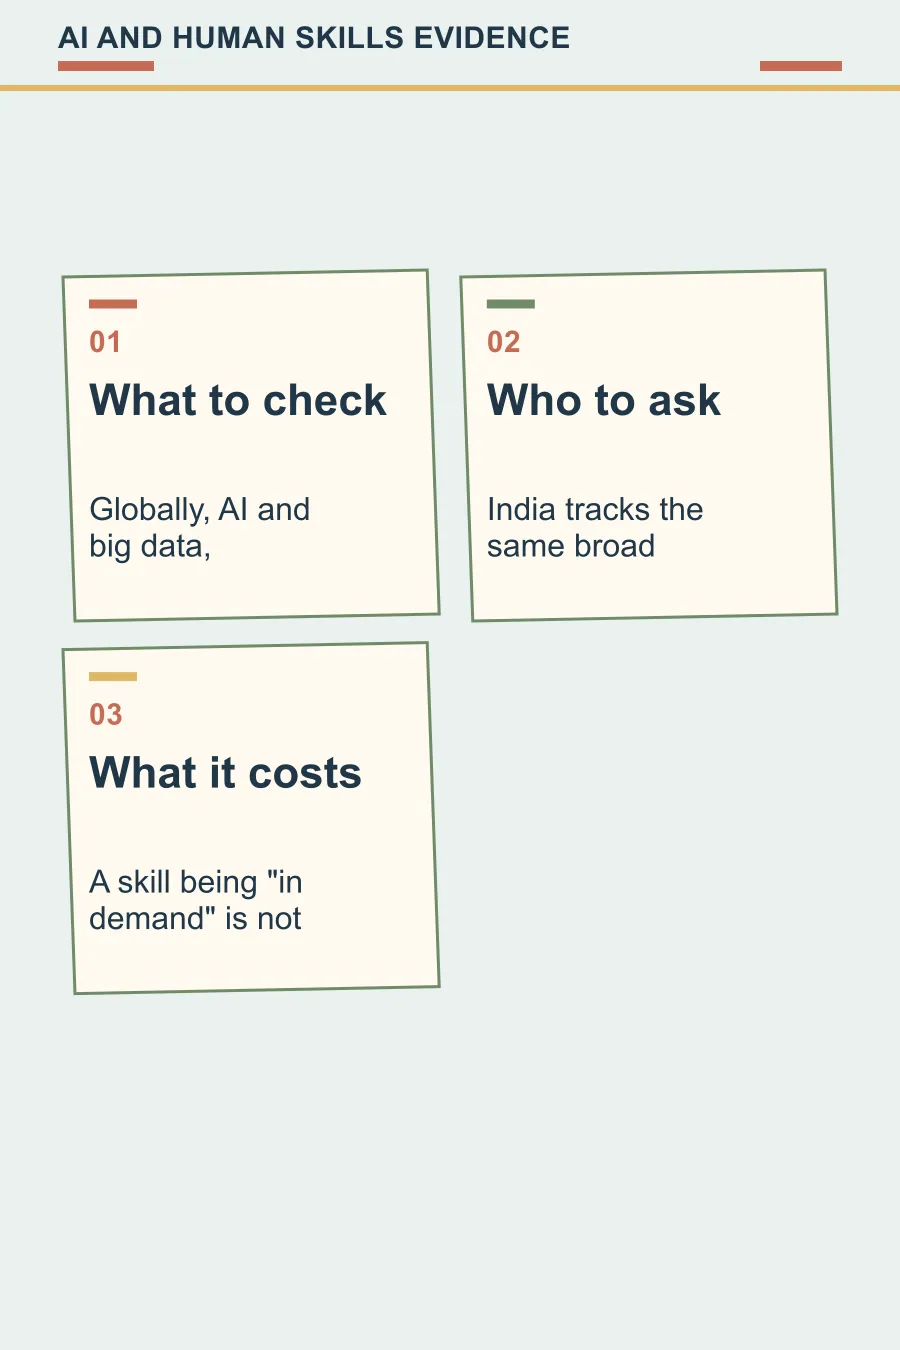 AI AND HUMAN SKILLS EVIDENCE
01
What to check
Globally, AI and
big data,
02
Who to ask
India tracks the
same broad
03
What it costs
A skill being "in
demand" is not